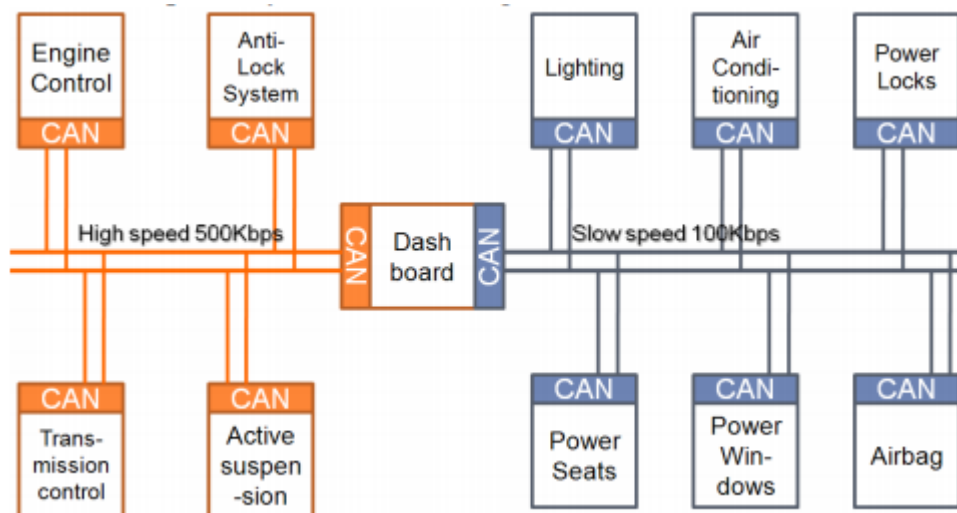 Engine
Control
CAN
Anti-
Lock
System
CAN
Lighting
CAN
Air
Condi-
tioning
CAN
Power
Locks
CAN
High speed 500Kbps
CAN
Dash
board
CAN
Slow speed 100Kbps
CAN
Trans-
mission
control
CAN
Active
suspen
-sion
CAN
Power
Seats
CAN
Power
Win-
dows
CAN
Airbag